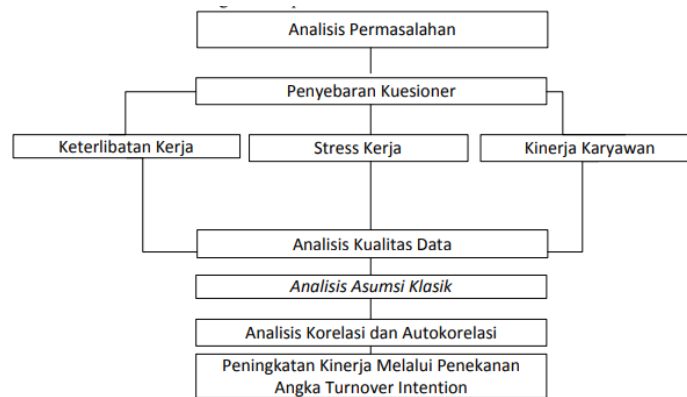 Analisis Permasalahan
Penyebaran Kuesioner
Keterlibatan Kerja
Stress Kerja
Kinerja Karyawan
Analisis Kualitas Data
Analisis Asumsi Klasik
Analisis Korelasi dan Autokorelasi
Peningkatan Kinerja Melalui Penekanan
Angka Turnover Intention